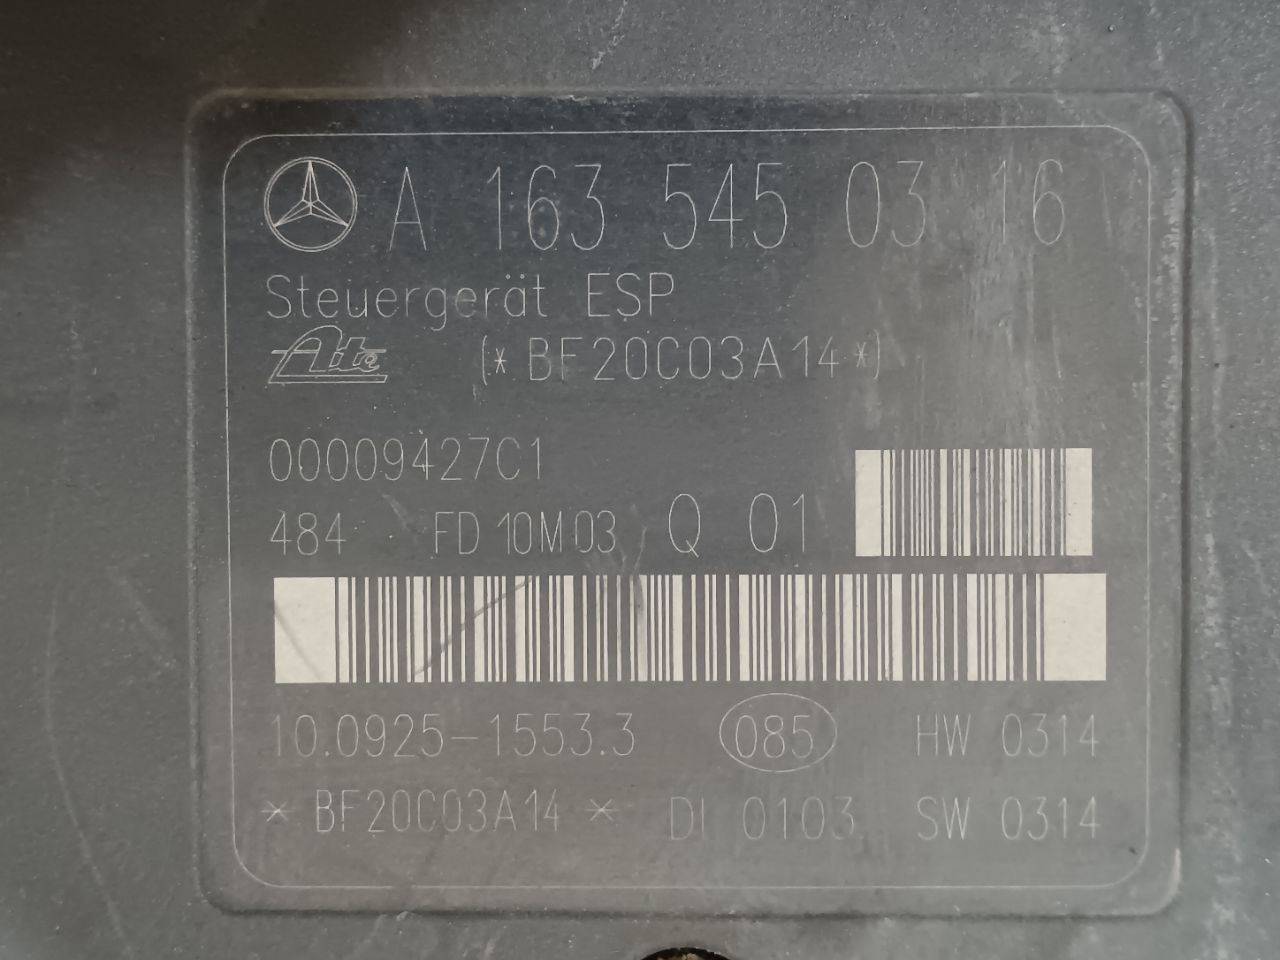 A 163 545 03 16
Steuergerät ESP
Ate (*BF20C03A14*)
00009427C1
484 FD 10M03 Q 01
10.0925-1553.3 085 HW 0314
* BF20C03A14 * DI 0103 SW 0314